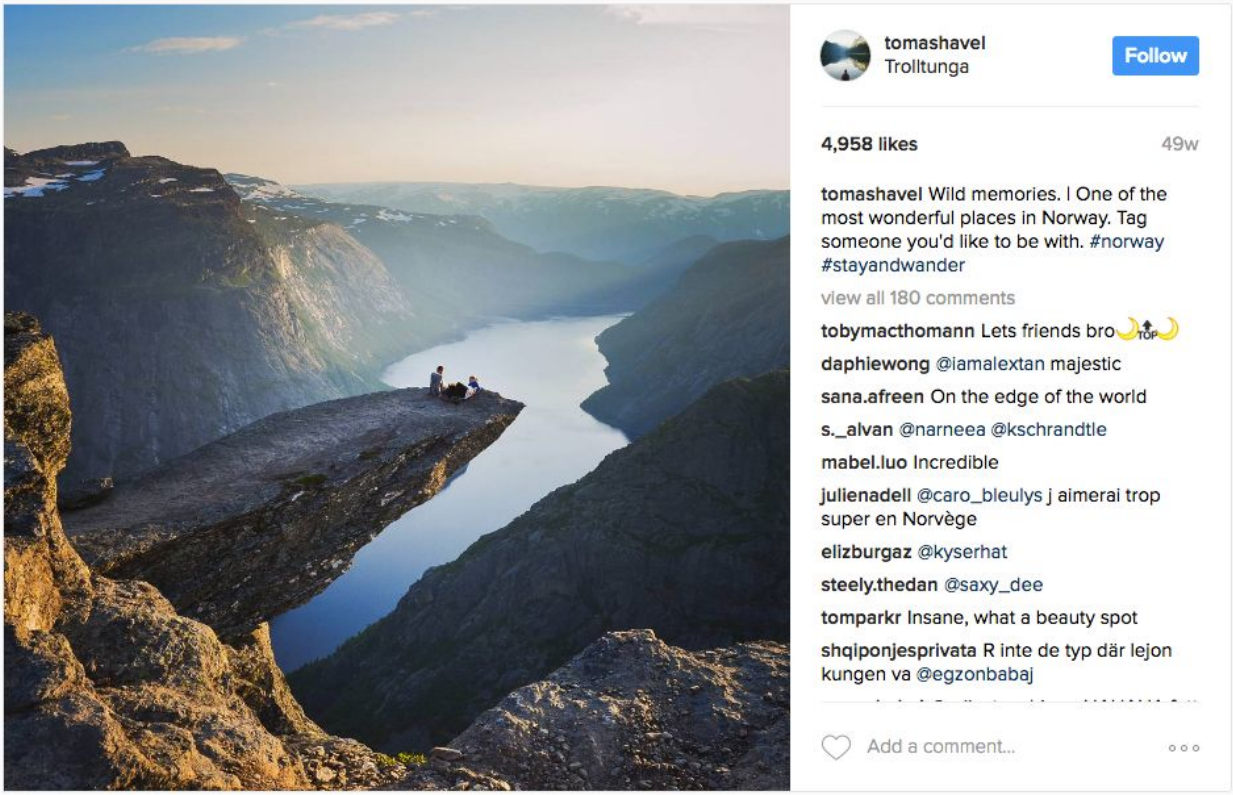 tomashavel
Trolltunga
Follow
4,958 likes
49w
tomashavel Wild memories. | One of the
most wonderful places in Norway. Tag
someone you'd like to be with. #norway
#stayandwander
view all 180 comments
tobymacthomann Lets friends bro🌙🔝🌙
daphiewong @iamalextan majestic
sana.afreen On the edge of the world
s._alvan @narneea @kschrandtle
mabel.luo Incredible
julienadell @caro_bleulys j aimerai trop
super en Norvège
elizburgaz @kyserhat
steely.thedan @saxy_dee
tomparkr Insane, what a beauty spot
shqiponjesprivata R inte de typ där lejon
kungen va @egzonbabaj
Add a comment...